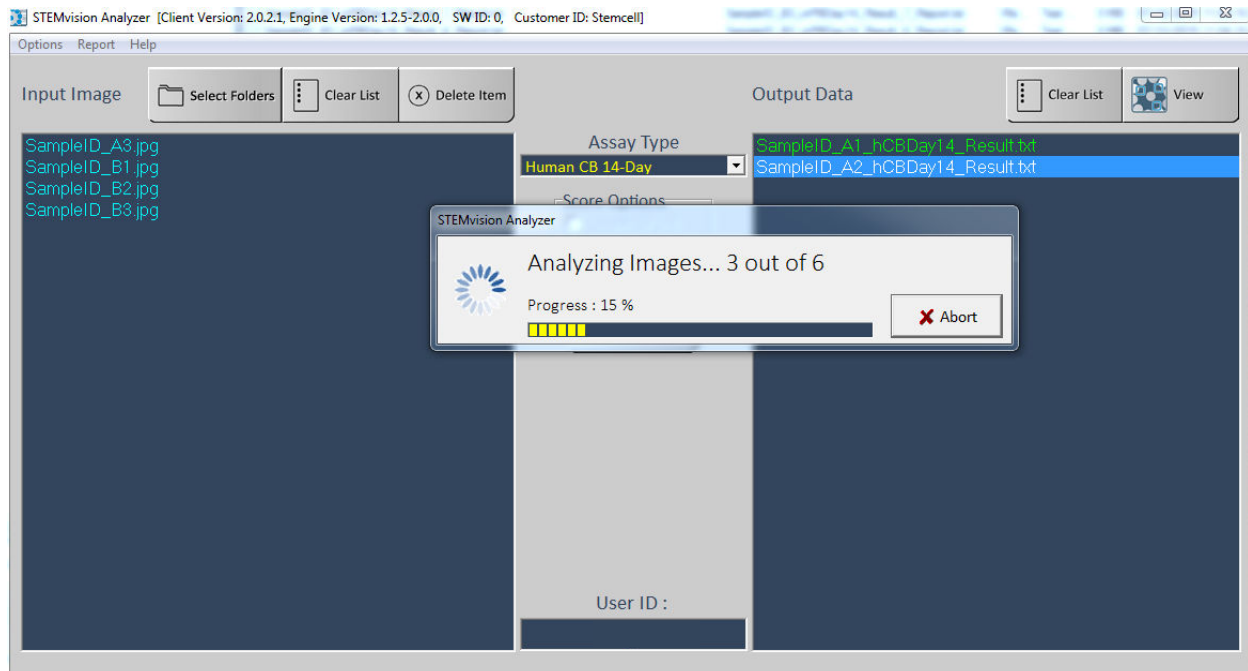 STEMvision Analyzer [Client Version: 2.0.2.1, Engine Version: 1.2.5-2.0.0, SW ID: 0, Customer ID: Stemcell]
Options Report Help
Input Image
Select Folders
Clear List
Delete Item
Output Data
Clear List
View
SampleID_A3.jpg
SampleID_B1.jpg
SampleID_B2.jpg
SampleID_B3.jpg
Assay Type
Human CB 14-Day
Score Options
SampleID_A1_hCBDay14_Result.txt
SampleID_A2_hCBDay14_Result.txt
STEMvision Analyzer
Analyzing Images... 3 out of 6
Progress : 15 %
Abort
User ID :